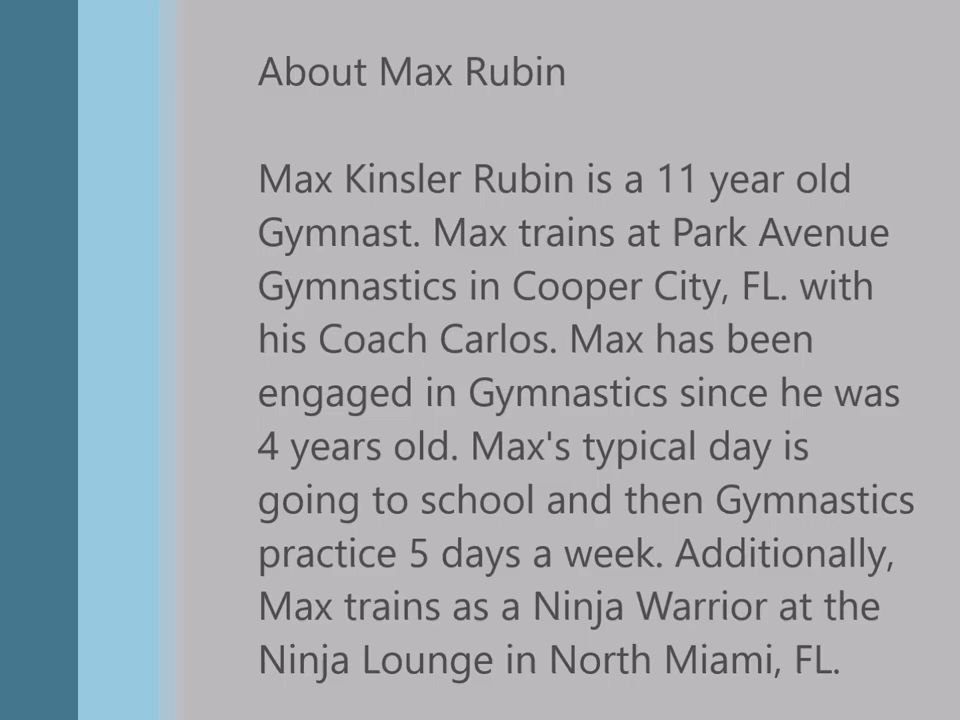 About Max Rubin
Max Kinsler Rubin is a 11 year old
Gymnast. Max trains at Park Avenue
Gymnastics in Cooper City, FL. with
his Coach Carlos. Max has been
engaged in Gymnastics since he was
4 years old. Max's typical day is
going to school and then Gymnastics
practice 5 days a week. Additionally,
Max trains as a Ninja Warrior at the
Ninja Lounge in North Miami, FL.